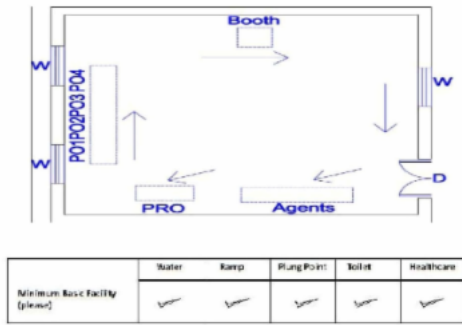 Booth
W
W
PO1PO2PO3 PO4
W
D
PRO
Agents
Water Ramp Plung Point Toilet Healthcare
Minimum Basic Facility
(please)